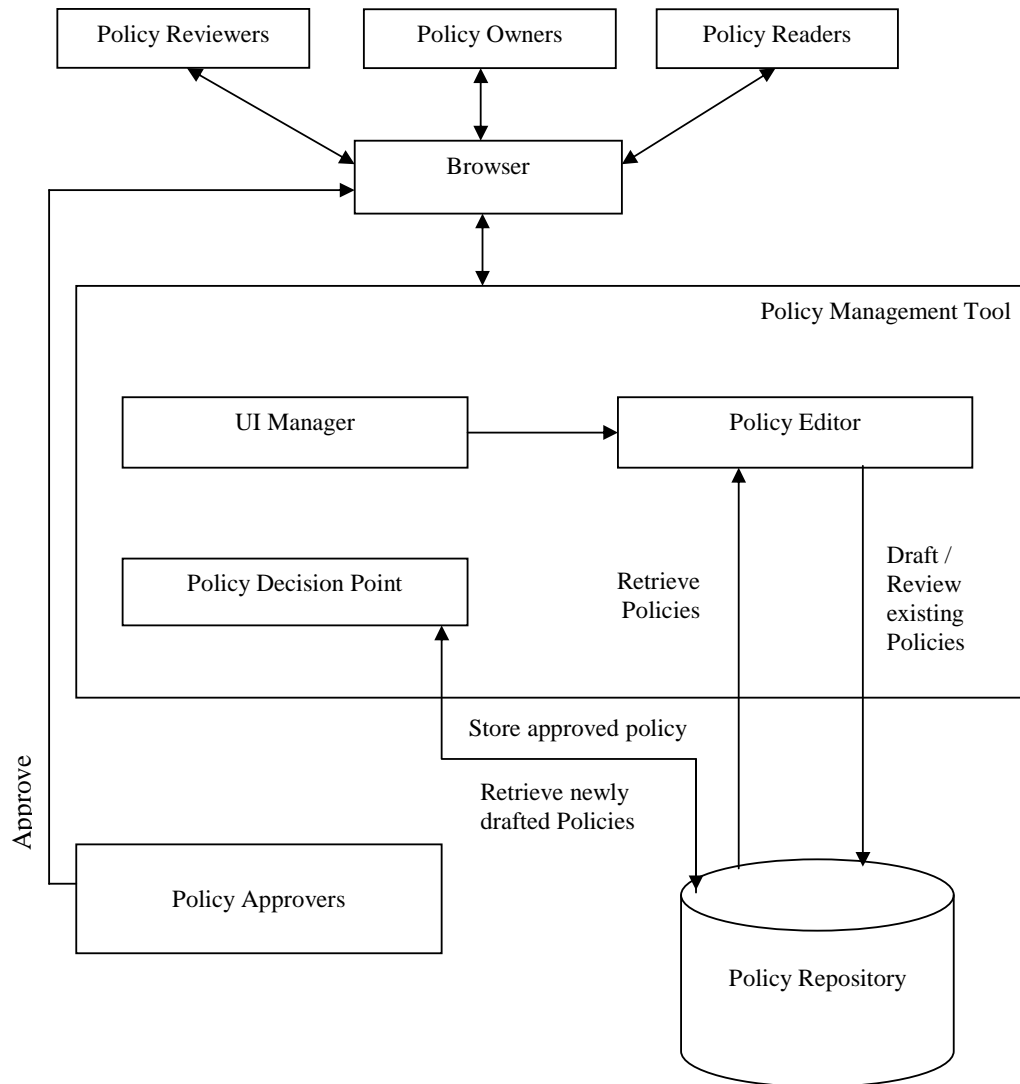 Policy Reviewers
Policy Owners
Policy Readers
Browser
Policy Management Tool
UI Manager
Policy Editor
Policy Decision Point
Retrieve
Policies
Draft /
Review
existing
Policies
Store approved policy
Retrieve newly
drafted Policies
Approve
Policy Approvers
Policy Repository